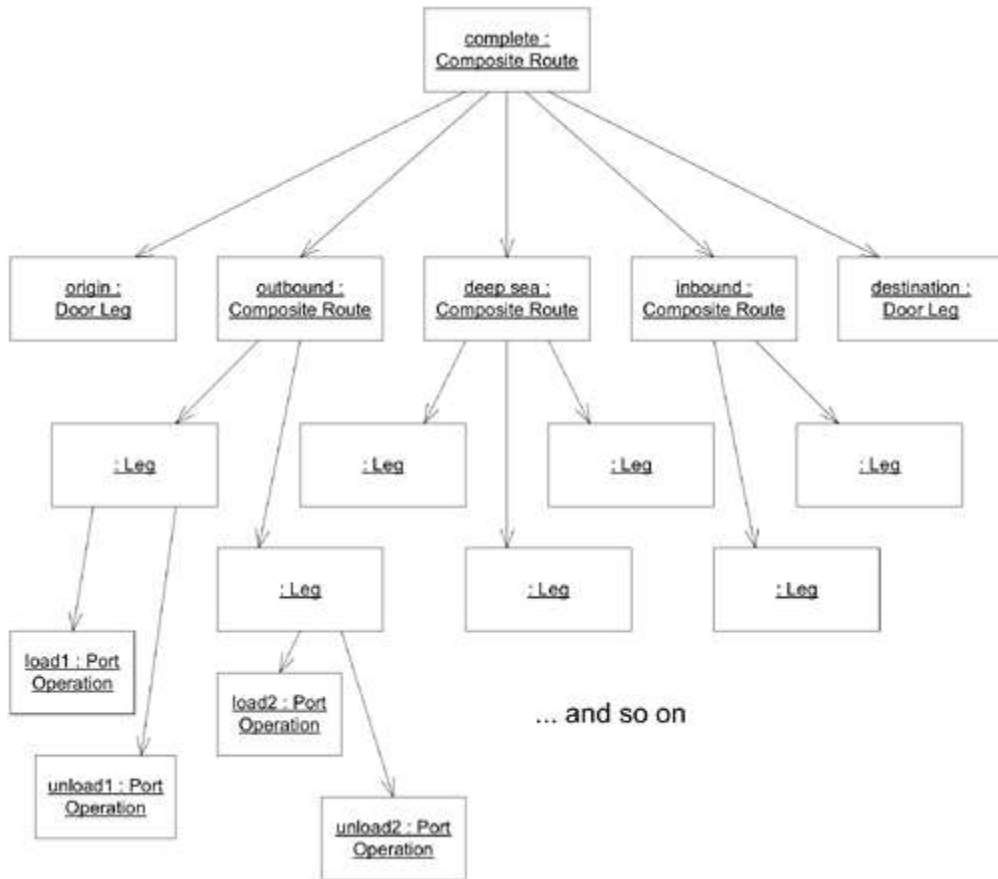 complete :
Composite Route
origin :
Door Leg
outbound :
Composite Route
deep sea :
Composite Route
inbound :
Composite Route
destination :
Door Leg
: Leg
: Leg
: Leg
: Leg
: Leg
: Leg
: Leg
load1 : Port
Operation
load2 : Port
Operation
... and so on
unload1 : Port
Operation
unload2 : Port
Operation